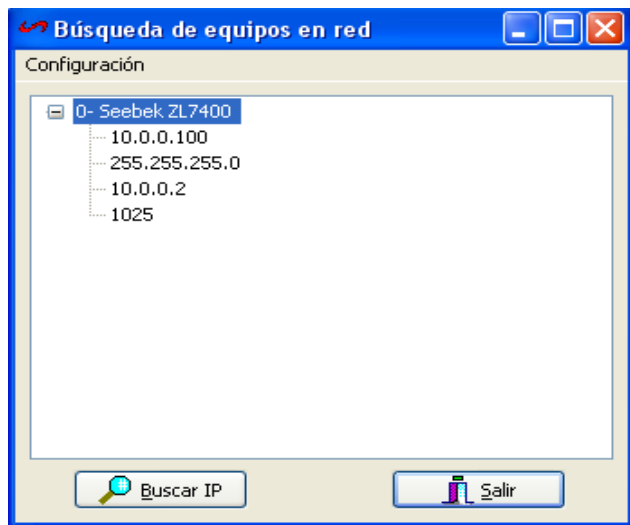 Búsqueda de equipos en red
Configuración
0- Seebek ZL7400
10.0.0.100
255.255.255.0
10.0.0.2
1025
Buscar IP
Salir